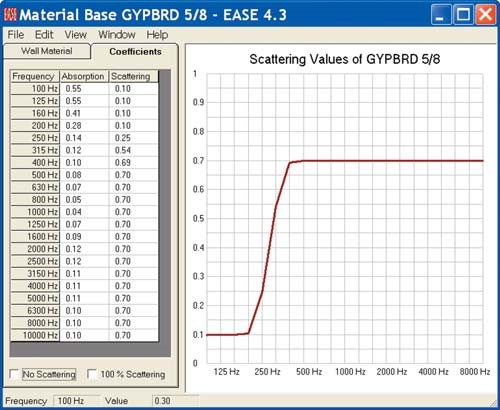 EASE Material Base GYPBRD 5/8 - EASE 4.3
File Edit View Window Help
Wall Material Coefficients
Frequency Absorption Scattering
100 Hz 0.55 0.10
125 Hz 0.55 0.10
160 Hz 0.41 0.10
200 Hz 0.28 0.10
250 Hz 0.14 0.25
315 Hz 0.12 0.54
400 Hz 0.10 0.69
500 Hz 0.08 0.70
630 Hz 0.07 0.70
800 Hz 0.05 0.70
1000 Hz 0.04 0.70
1250 Hz 0.07 0.70
1600 Hz 0.09 0.70
2000 Hz 0.12 0.70
2500 Hz 0.12 0.70
3150 Hz 0.11 0.70
4000 Hz 0.11 0.70
5000 Hz 0.11 0.70
6300 Hz 0.10 0.70
8000 Hz 0.10 0.70
10000 Hz 0.10 0.70
No Scattering 100 % Scattering
Frequency 100 Hz Value 0.30
Scattering Values of GYPBRD 5/8
1
0.9
0.8
0.7
0.6
0.5
0.4
0.3
0.2
0.1
0
125 Hz 250 Hz 500 Hz 1000 Hz 2000 Hz 4000 Hz 8000 Hz